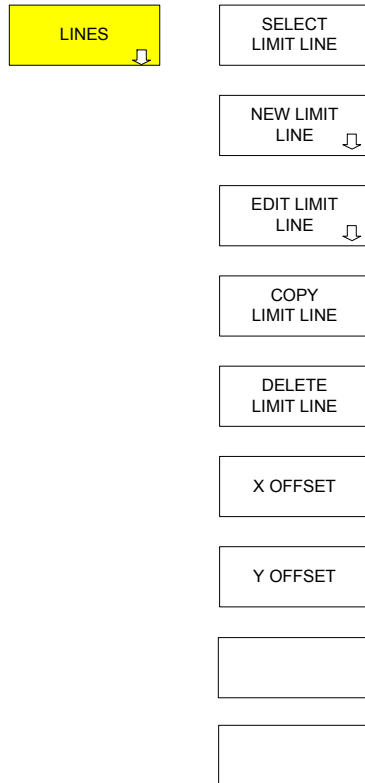 LINES
SELECT
LIMIT LINE
NEW LIMIT
LINE
EDIT LIMIT
LINE
COPY
LIMIT LINE
DELETE
LIMIT LINE
X OFFSET
Y OFFSET